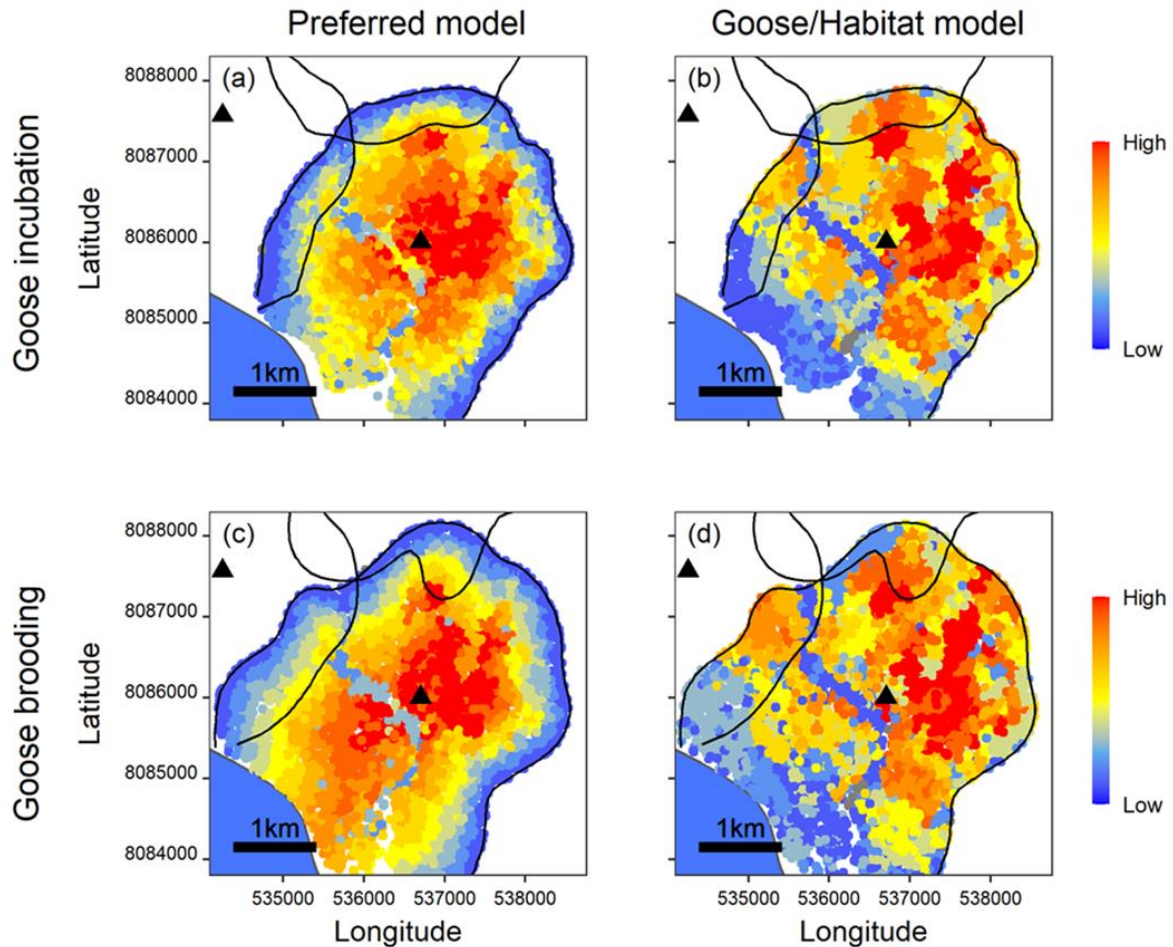 Preferred model
Goose/Habitat model
Goose incubation
Latitude
8088000
8087000
8086000
8085000
8084000
(a)
1km
(b)
1km
High
Low
Goose brooding
Latitude
8088000
8087000
8086000
8085000
8084000
(c)
1km
(d)
1km
High
Low
535000 536000 537000 538000
535000 536000 537000 538000
Longitude
Longitude